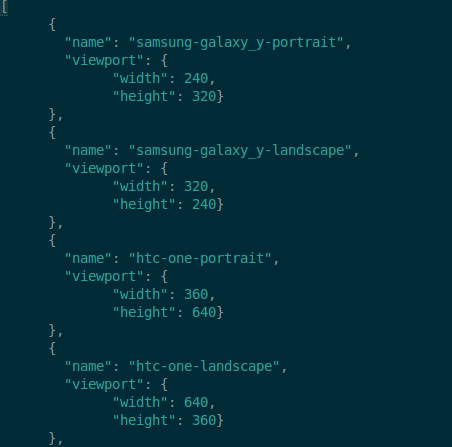 [
      {
        "name": "samsung-galaxy_y-portrait",
        "viewport": {
              "width": 240,
              "height": 320}
      },
      {
        "name": "samsung-galaxy_y-landscape",
        "viewport": {
              "width": 320,
              "height": 240}
      },
      {
        "name": "htc-one-portrait",
        "viewport": {
              "width": 360,
              "height": 640}
      },
      {
        "name": "htc-one-landscape",
        "viewport": {
              "width": 640,
              "height": 360}
      },